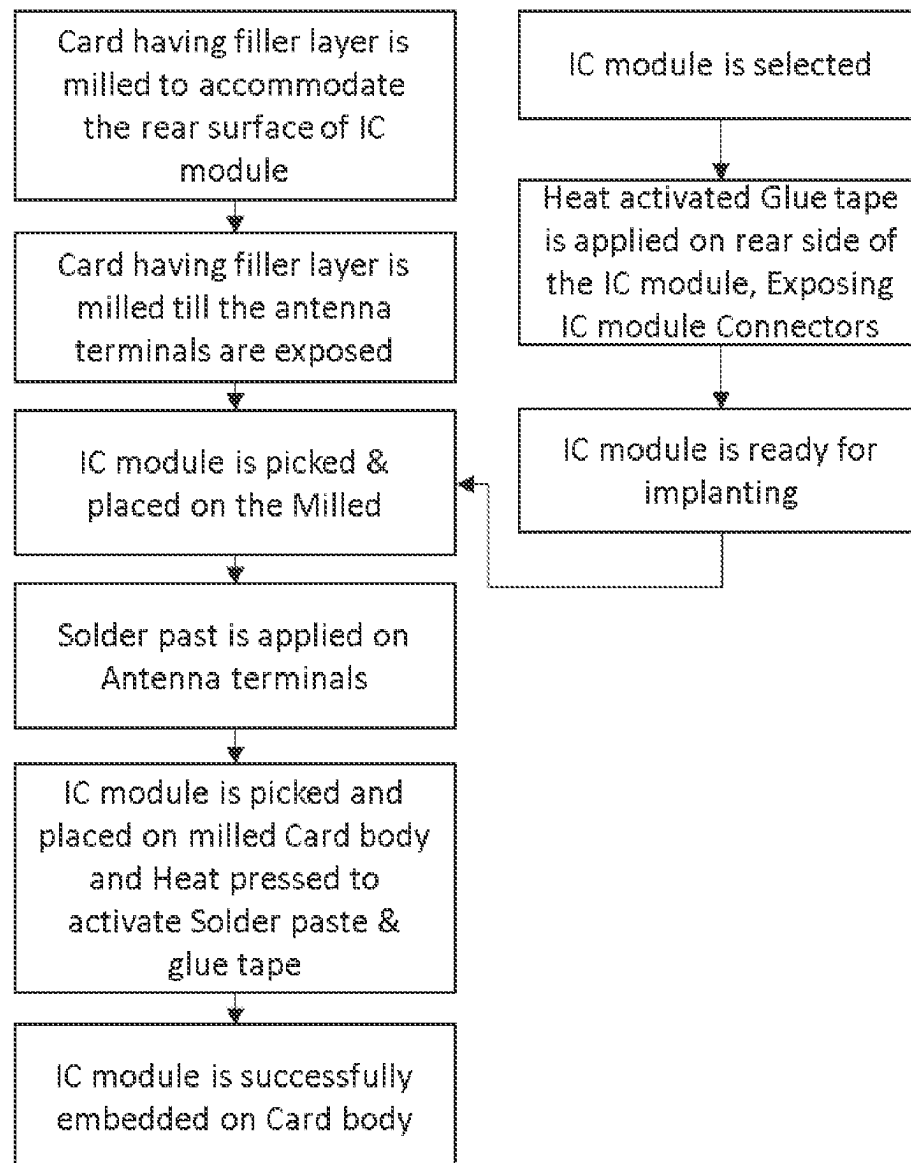 Card having filler layer is
milled to accommodate
the rear surface of IC
module
Card having filler layer is
milled till the antenna
terminals are exposed
IC module is picked &
placed on the Milled
Solder past is applied on
Antenna terminals
IC module is picked and
placed on milled Card body
and Heat pressed to
activate Solder paste &
glue tape
IC module is successfully
embedded on Card body
IC module is selected
Heat activated Glue tape
is applied on rear side of
the IC module, Exposing
IC module Connectors
IC module is ready for
implanting